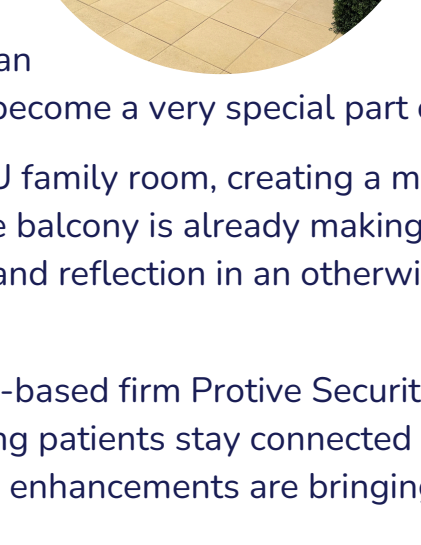 an
become a very special part
U family room, creating a m
e balcony is already making
and reflection in an otherwi
-based firm Protive Securit
ng patients stay connected
enhancements are bringing